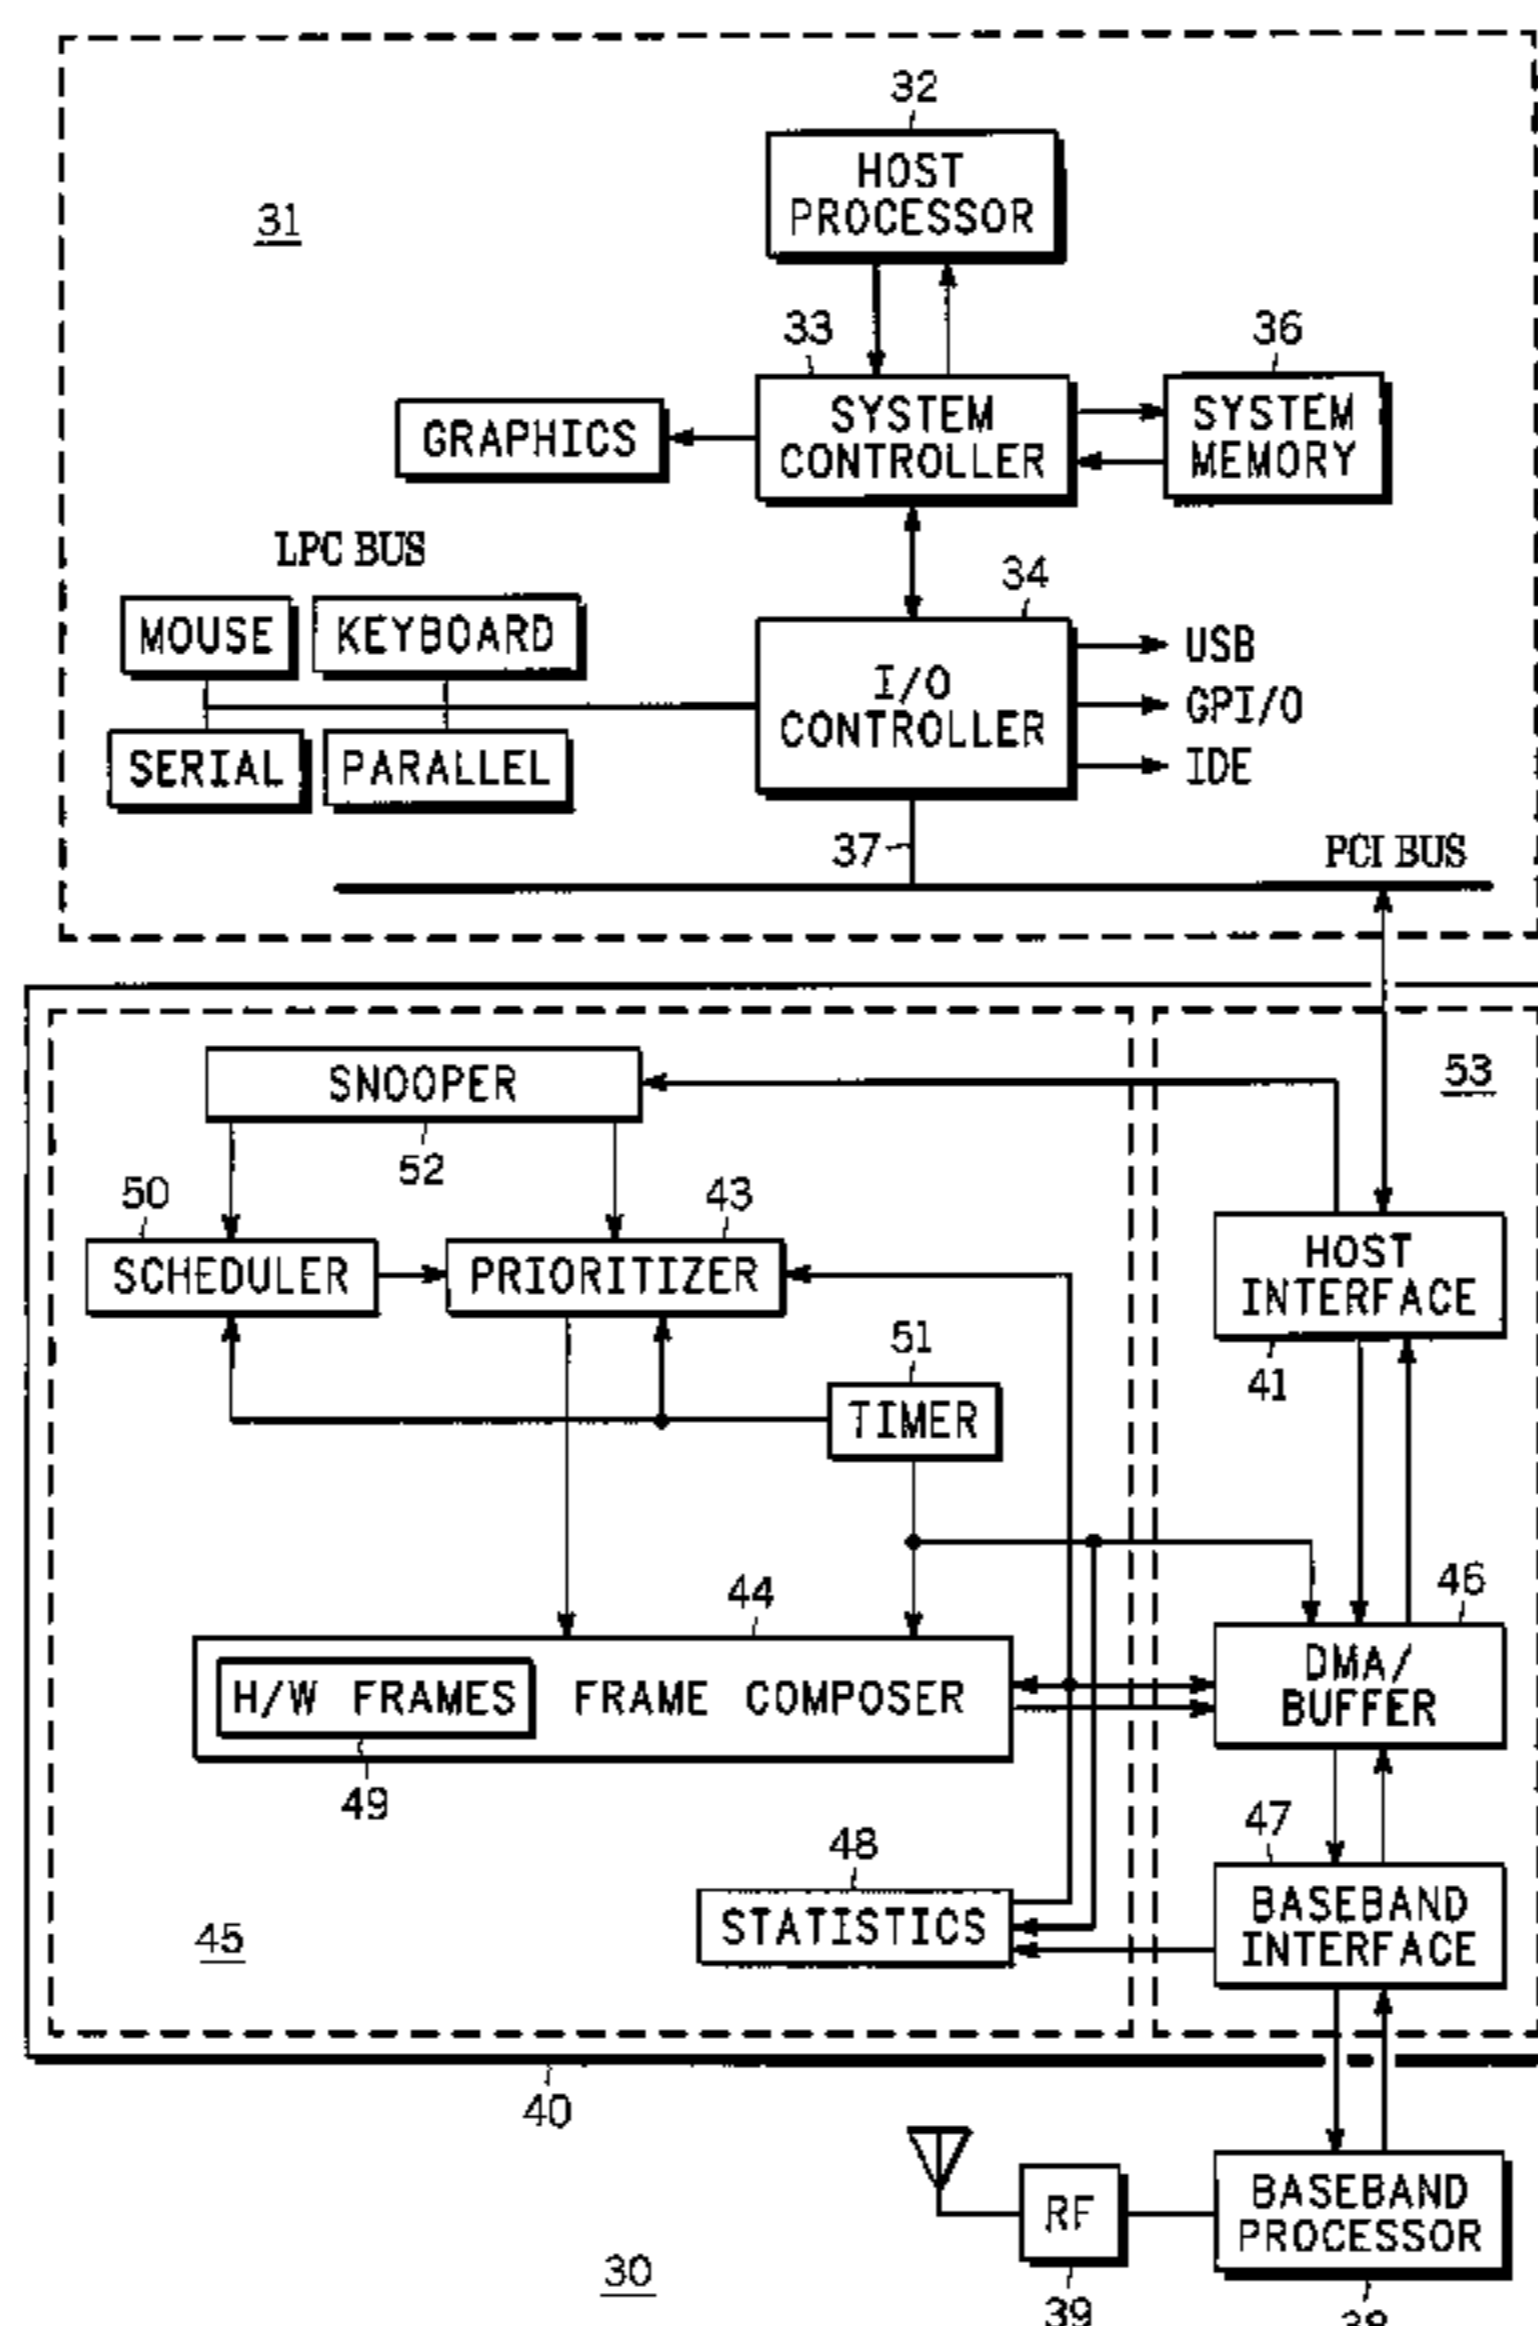 32
HOST
PROCESSOR
31
33
36
GRAPHICS
SYSTEM
CONTROLLER
SYSTEM
MEMORY
LPC BUS
34
MOUSE
KEYBOARD
I/O
CONTROLLER
USB
GPI/O
IDE
SERIAL
PARALLEL
37
PCI BUS
SNOOPER
53
52
50
43
SCHEDULER
PRIORITIZER
HOST
INTERFACE
51
41
TIMER
44
46
H/W FRAMES
FRAME COMPOSER
DMA/
BUFFER
49
47
48
STATISTICS
BASEBAND
INTERFACE
45
40
RF
BASEBAND
PROCESSOR
30
39
38